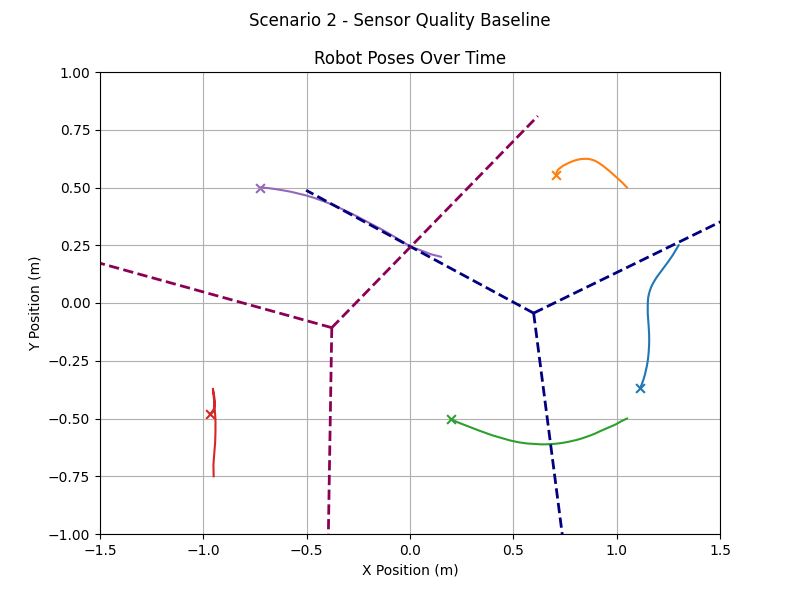 Scenario 2 - Sensor Quality Baseline
Robot Poses Over Time
1.00
0.75
0.50
0.25
0.00
−0.25
−0.50
−0.75
−1.00
Y Position (m)
−1.5 −1.0 −0.5 0.0 0.5 1.0 1.5
X Position (m)